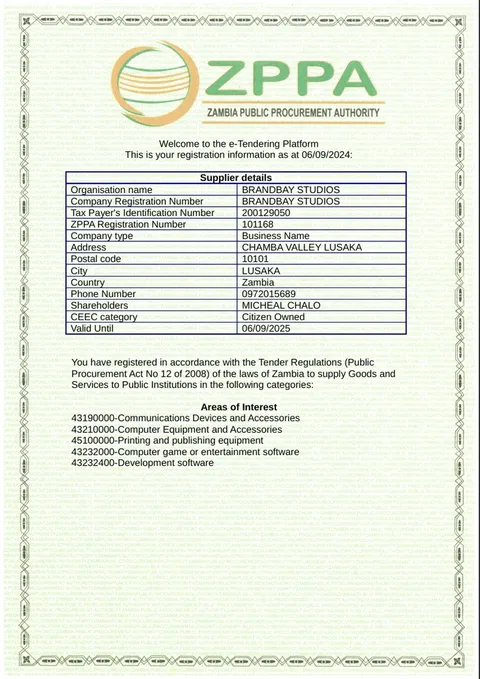 ZPPA
ZAMBIA PUBLIC PROCUREMENT AUTHORITY
Welcome to the e-Tendering Platform
This is your registration information as at 06/09/2024:
Supplier details
Organisation name BRANDBAY STUDIOS
Company Registration Number BRANDBAY STUDIOS
Tax Payer's Identification Number 200129050
ZPPA Registration Number 101168
Company type Business Name
Address CHAMBA VALLEY LUSAKA
Postal code 10101
City LUSAKA
Country Zambia
Phone Number 0972015689
Shareholders MICHEAL CHALO
CEEC category Citizen Owned
Valid Until 06/09/2025
You have registered in accordance with the Tender Regulations (Public
Procurement Act No 12 of 2008) of the laws of Zambia to supply Goods and
Services to Public Institutions in the following categories:
Areas of Interest
43190000-Communications Devices and Accessories
43210000-Computer Equipment and Accessories
45100000-Printing and publishing equipment
43232000-Computer game or entertainment software
43232400-Development software